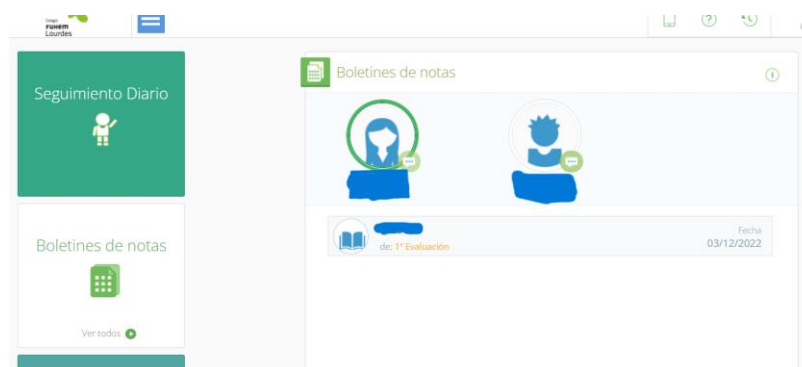 Colegio
FUHEM
Lourdes
Seguimiento Diario
Boletines de notas
Ver todos
Boletines de notas
de: 1ª Evaluación
Fecha
03/12/2022